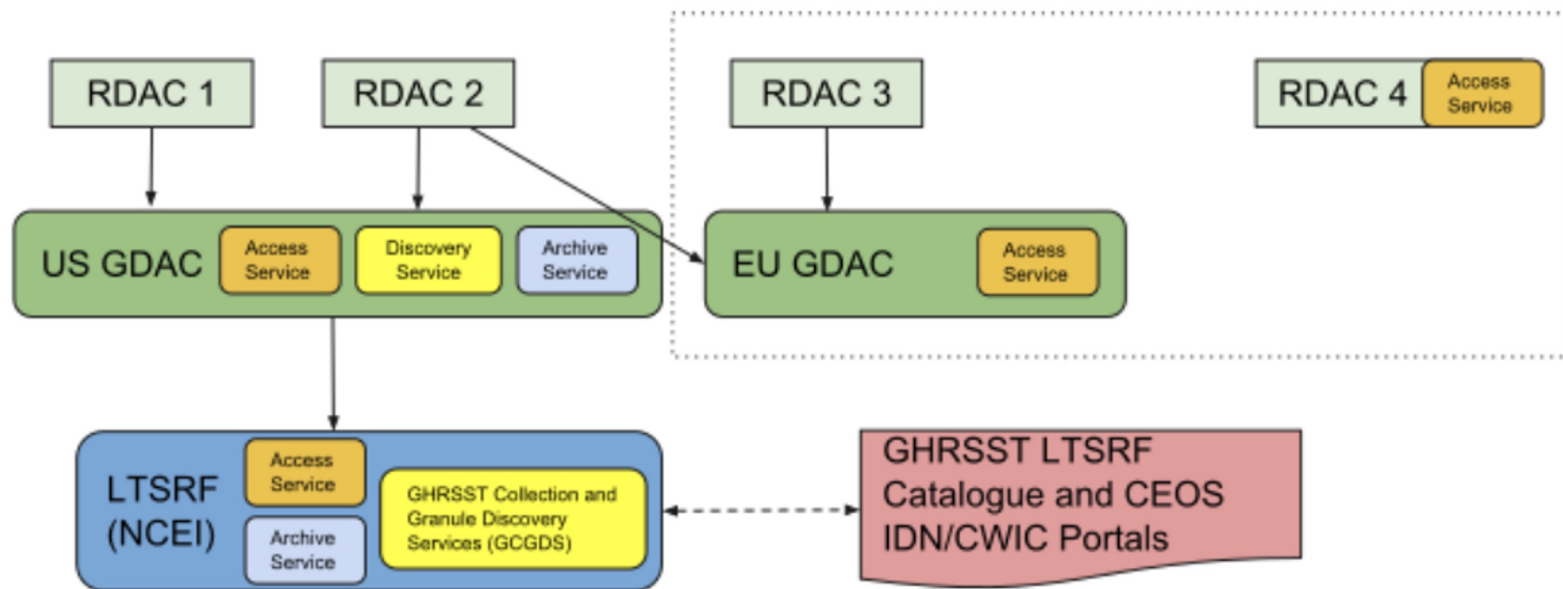 RDAC 1
RDAC 2
RDAC 3
RDAC 4
Access
Service
US GDAC
Access
Service
Discovery
Service
Archive
Service
EU GDAC
Access
Service
LTSRF
(NCEI)
Access
Service
Archive
Service
GHRSST Collection and
Granule Discovery
Services (GCGDS)
GHRSST LTSRF
Catalogue and CEOS
IDN/CWIC Portals